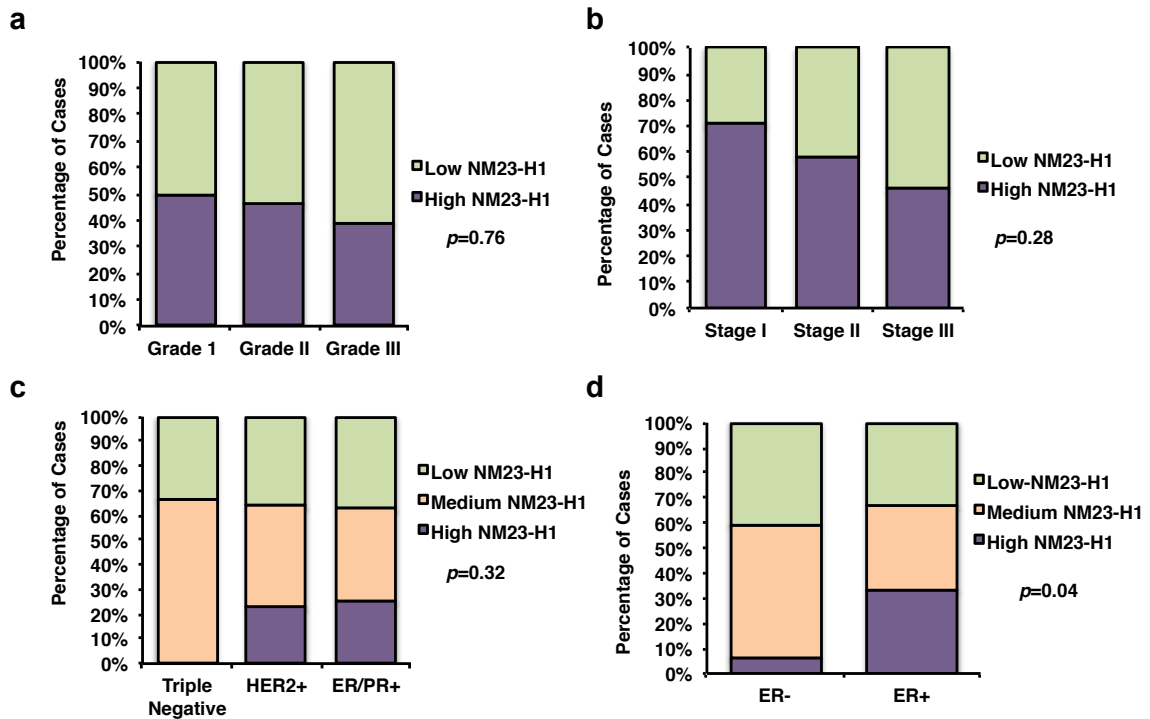 a
Percentage of Cases
100%
90%
80%
70%
60%
50%
40%
30%
20%
10%
0%
Grade 1 Grade II Grade III
Low NM23-H1
High NM23-H1
p=0.76
b
Percentage of Cases
100%
90%
80%
70%
60%
50%
40%
30%
20%
10%
0%
Stage I Stage II Stage III
Low NM23-H1
High NM23-H1
p=0.28
c
Percentage of Cases
100%
90%
80%
70%
60%
50%
40%
30%
20%
10%
0%
Triple HER2+ ER/PR+
Negative
Low NM23-H1
Medium NM23-H1
High NM23-H1
p=0.32
d
Percentage of Cases
100%
90%
80%
70%
60%
50%
40%
30%
20%
10%
0%
ER- ER+
Low-NM23-H1
Medium NM23-H1
High NM23-H1
p=0.04